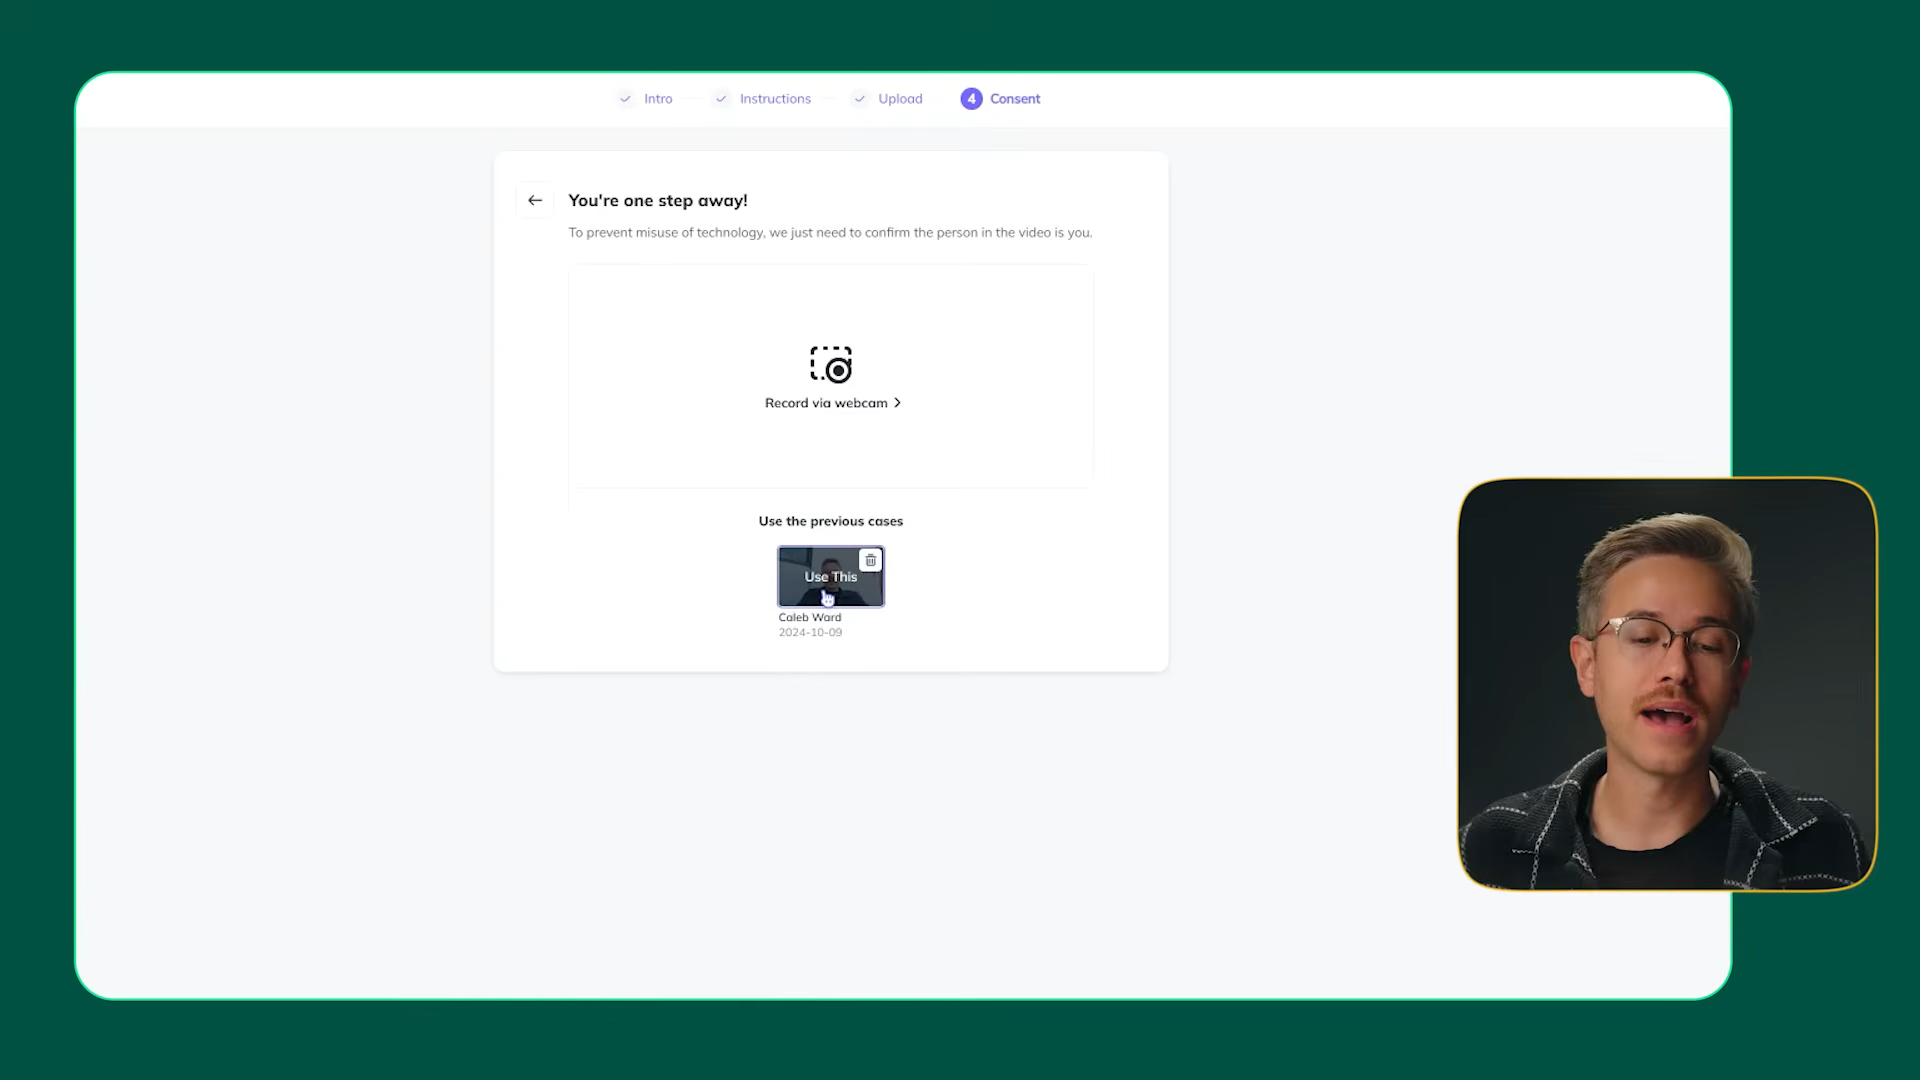 Intro
Instructions
Upload
4 Consent
You're one step away!
To prevent misuse of technology, we just need to confirm the person in the video is you.
Record via webcam
Use the previous cases
Use This
Caleb Ward
2024-10-09